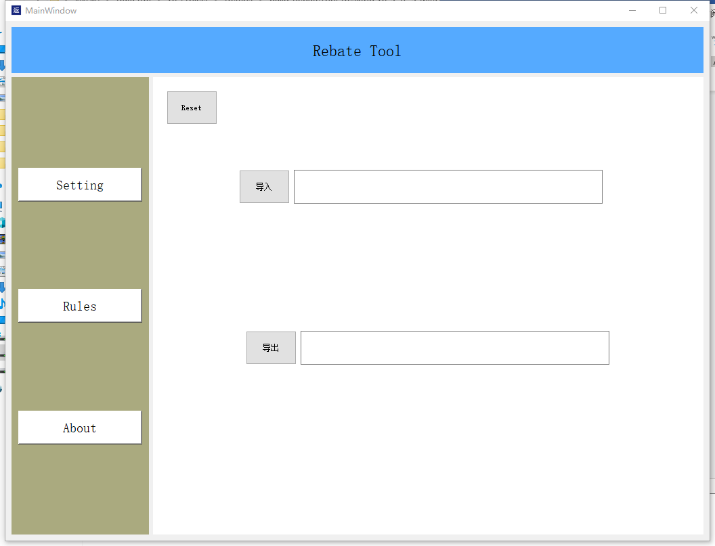 MainWindow
Rebate Tool
Reset
Setting
导入
Rules
导出
About